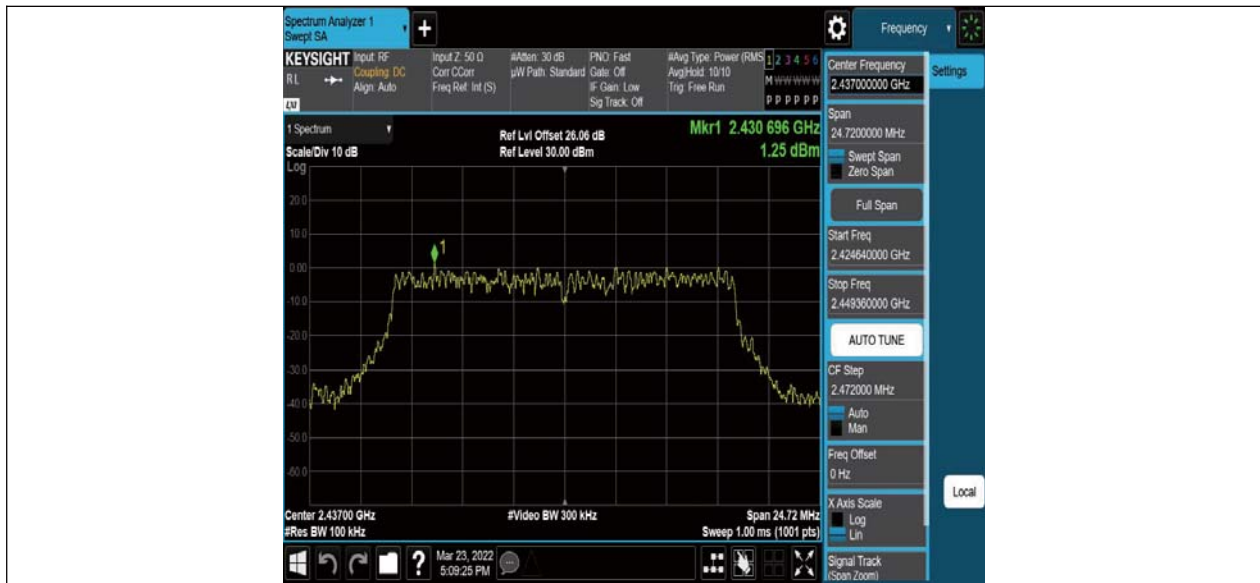 Spectrum Analyzer 1
Swept SA
+
Frequency
KEYSIGHT
RL
LXI
Input: RF
Coupling: DC
Align: Auto
Input Z: 50 Ω
Corr CCorr
Freq Ref: Int (S)
#Atten: 30 dB
µW Path: Standard
PNO: Fast
Gate: Off
IF Gain: Low
Sig Track: Off
#Avg Type: Power (RMS
Avg|Hold: 10/10
Trig: Free Run
1 2 3 4 5 6
M W W W W W
P P P P P P
1 Spectrum
Scale/Div 10 dB
Log
Ref Lvl Offset 26.06 dB
Ref Level 30.00 dBm
Mkr1 2.430 696 GHz
1.25 dBm
20.0
10.0
0.00
-10.0
-20.0
-30.0
-40.0
-50.0
-60.0
1
Center 2.43700 GHz
#Res BW 100 kHz
#Video BW 300 kHz
Span 24.72 MHz
Sweep 1.00 ms (1001 pts)
?
Mar 23, 2022
5:09:25 PM
Center Frequency
2.437000000 GHz
Settings
Span
24.7200000 MHz
Swept Span
Zero Span
Full Span
Start Freq
2.424640000 GHz
Stop Freq
2.449360000 GHz
AUTO TUNE
CF Step
2.472000 MHz
Auto
Man
Freq Offset
0 Hz
Local
X Axis Scale
Log
Lin
Signal Track
(Span Zoom)